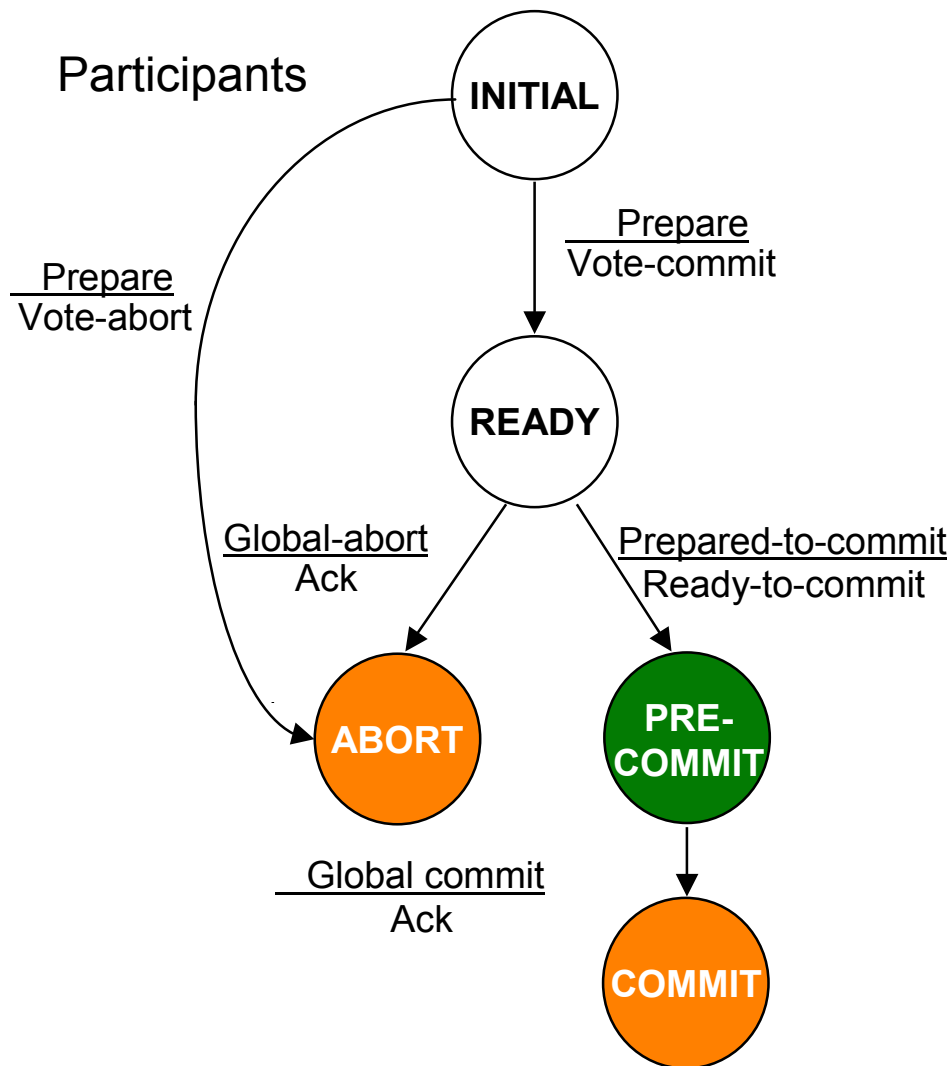 Participants
INITIAL
Prepare
Vote-commit
Prepare
Vote-abort
READY
Global-abort
Ack
Prepared-to-commit
Ready-to-commit
ABORT
PRE-
COMMIT
Global commit
Ack
COMMIT